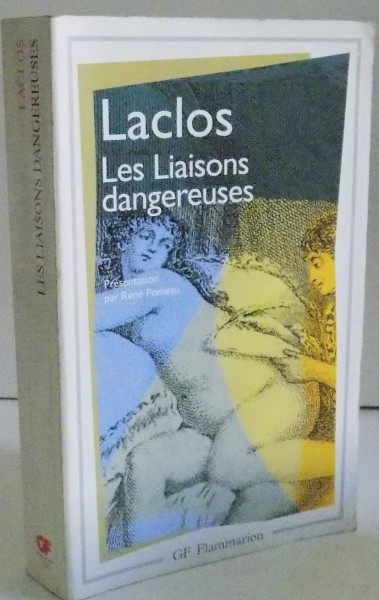 LACLOS
LES LIAISONS DANGEREUSES
Laclos
Les Liaisons
dangereuses
Présentation
par René Pomeau
GF Flammarion
GF